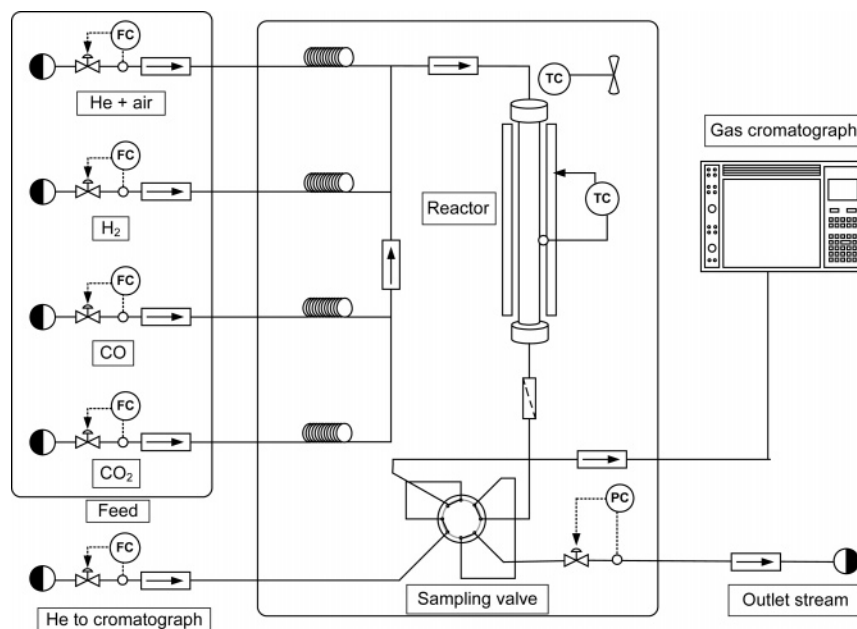 FC
He + air
FC
H₂
FC
CO
FC
CO₂
Feed
FC
He to cromatograph
TC
Reactor
TC
Gas cromatograph
PC
Sampling valve
Outlet stream